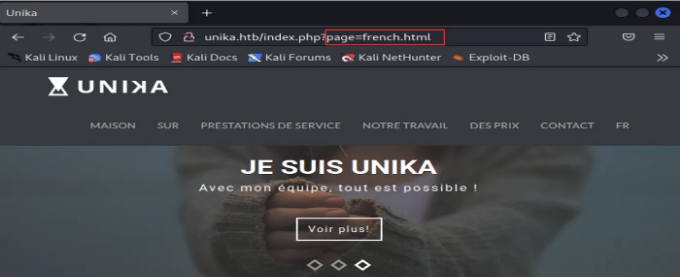 Unika
unika.htb/index.php?page=french.html
Kali Linux Kali Tools Kali Docs Kali Forums Kali NetHunter Exploit-DB
UNIKA
MAISON SUR PRESTATIONS DE SERVICE NOTRE TRAVAIL DES PRIX CONTACT FR
JE SUIS UNIKA
Avec mon équipe, tout est possible !
Voir plus!